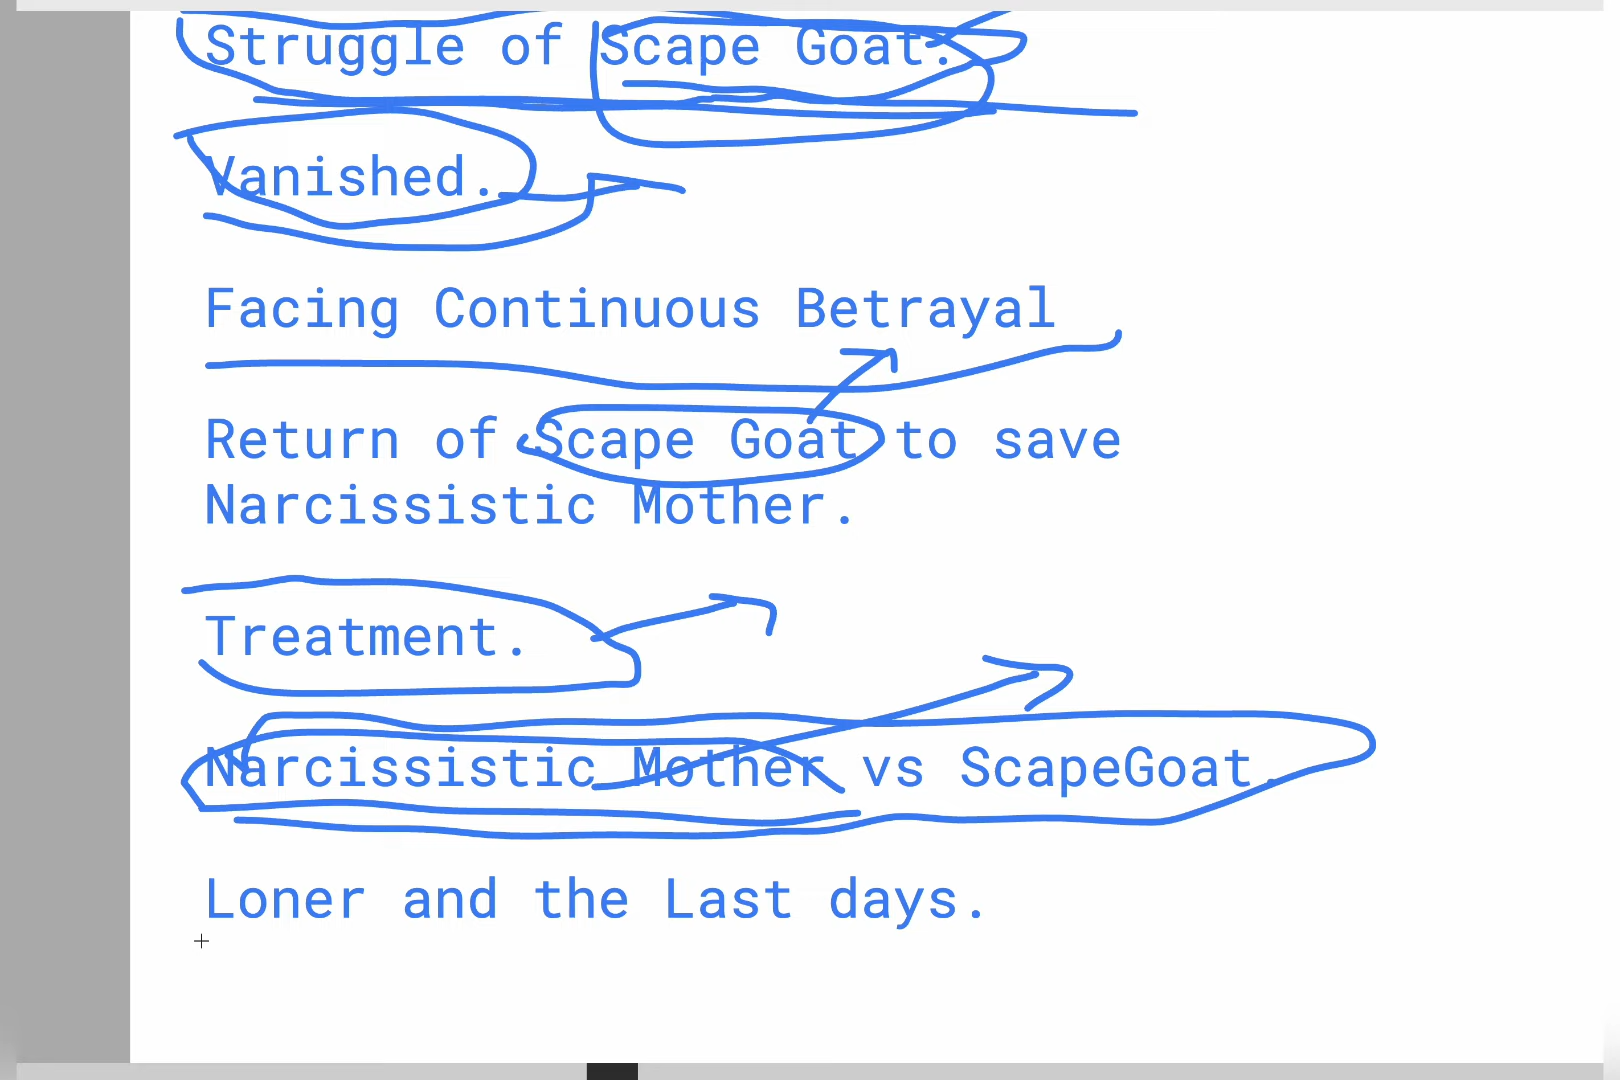 Struggle of Scape Goat.
Vanished.
Facing Continuous Betrayal
Return of Scape Goat to save
Narcissistic Mother.
Treatment.
Narcissistic Mother vs ScapeGoat.
Loner and the Last days.